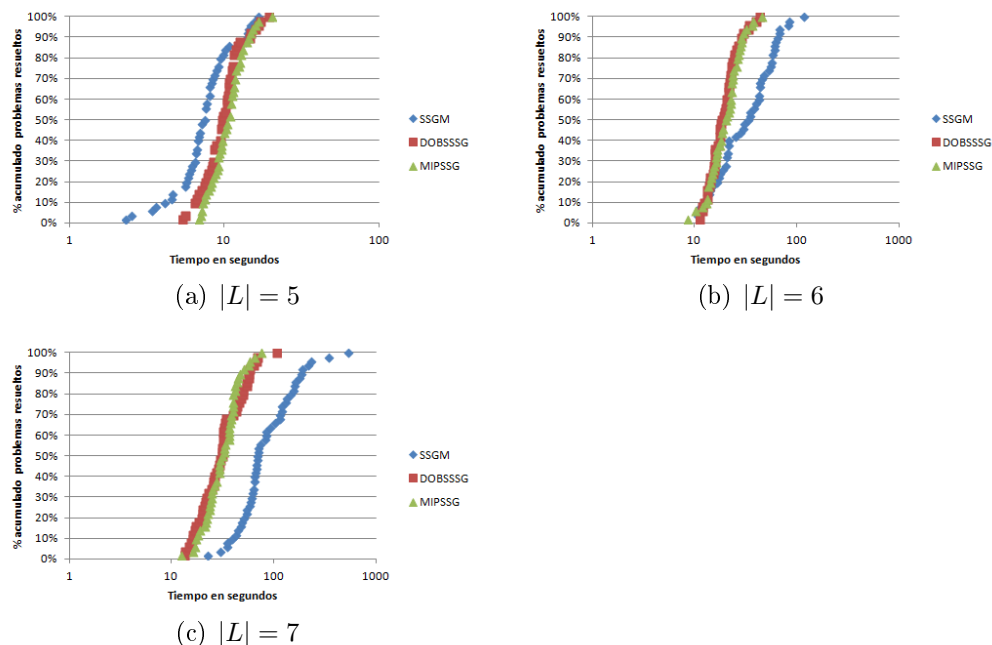 % acumulado problemas resueltos
100%
90%
80%
70%
60%
50%
40%
30%
20%
10%
0%
1
10
100
Tiempo en segundos
SSGM
DOBSSSG
MIPSSG
(a) |L| = 5
% acumulado problemas resueltos
100%
90%
80%
70%
60%
50%
40%
30%
20%
10%
0%
1
10
100
1000
Tiempo en segundos
SSGM
DOBSSSG
MIPSSG
(b) |L| = 6
% acumulado problemas resueltos
100%
90%
80%
70%
60%
50%
40%
30%
20%
10%
0%
1
10
100
1000
Tiempo en segundos
SSGM
DOBSSSG
MIPSSG
(c) |L| = 7